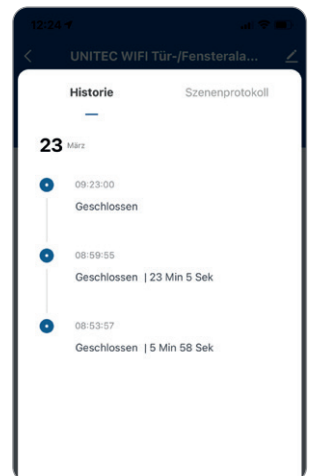 12:24
UNITEC WIFI Tür-/Fensterala...
Historie Szenenprotokoll
23 März
09:23:00
Geschlossen
08:59:55
Geschlossen | 23 Min 5 Sek
08:53:57
Geschlossen | 5 Min 58 Sek